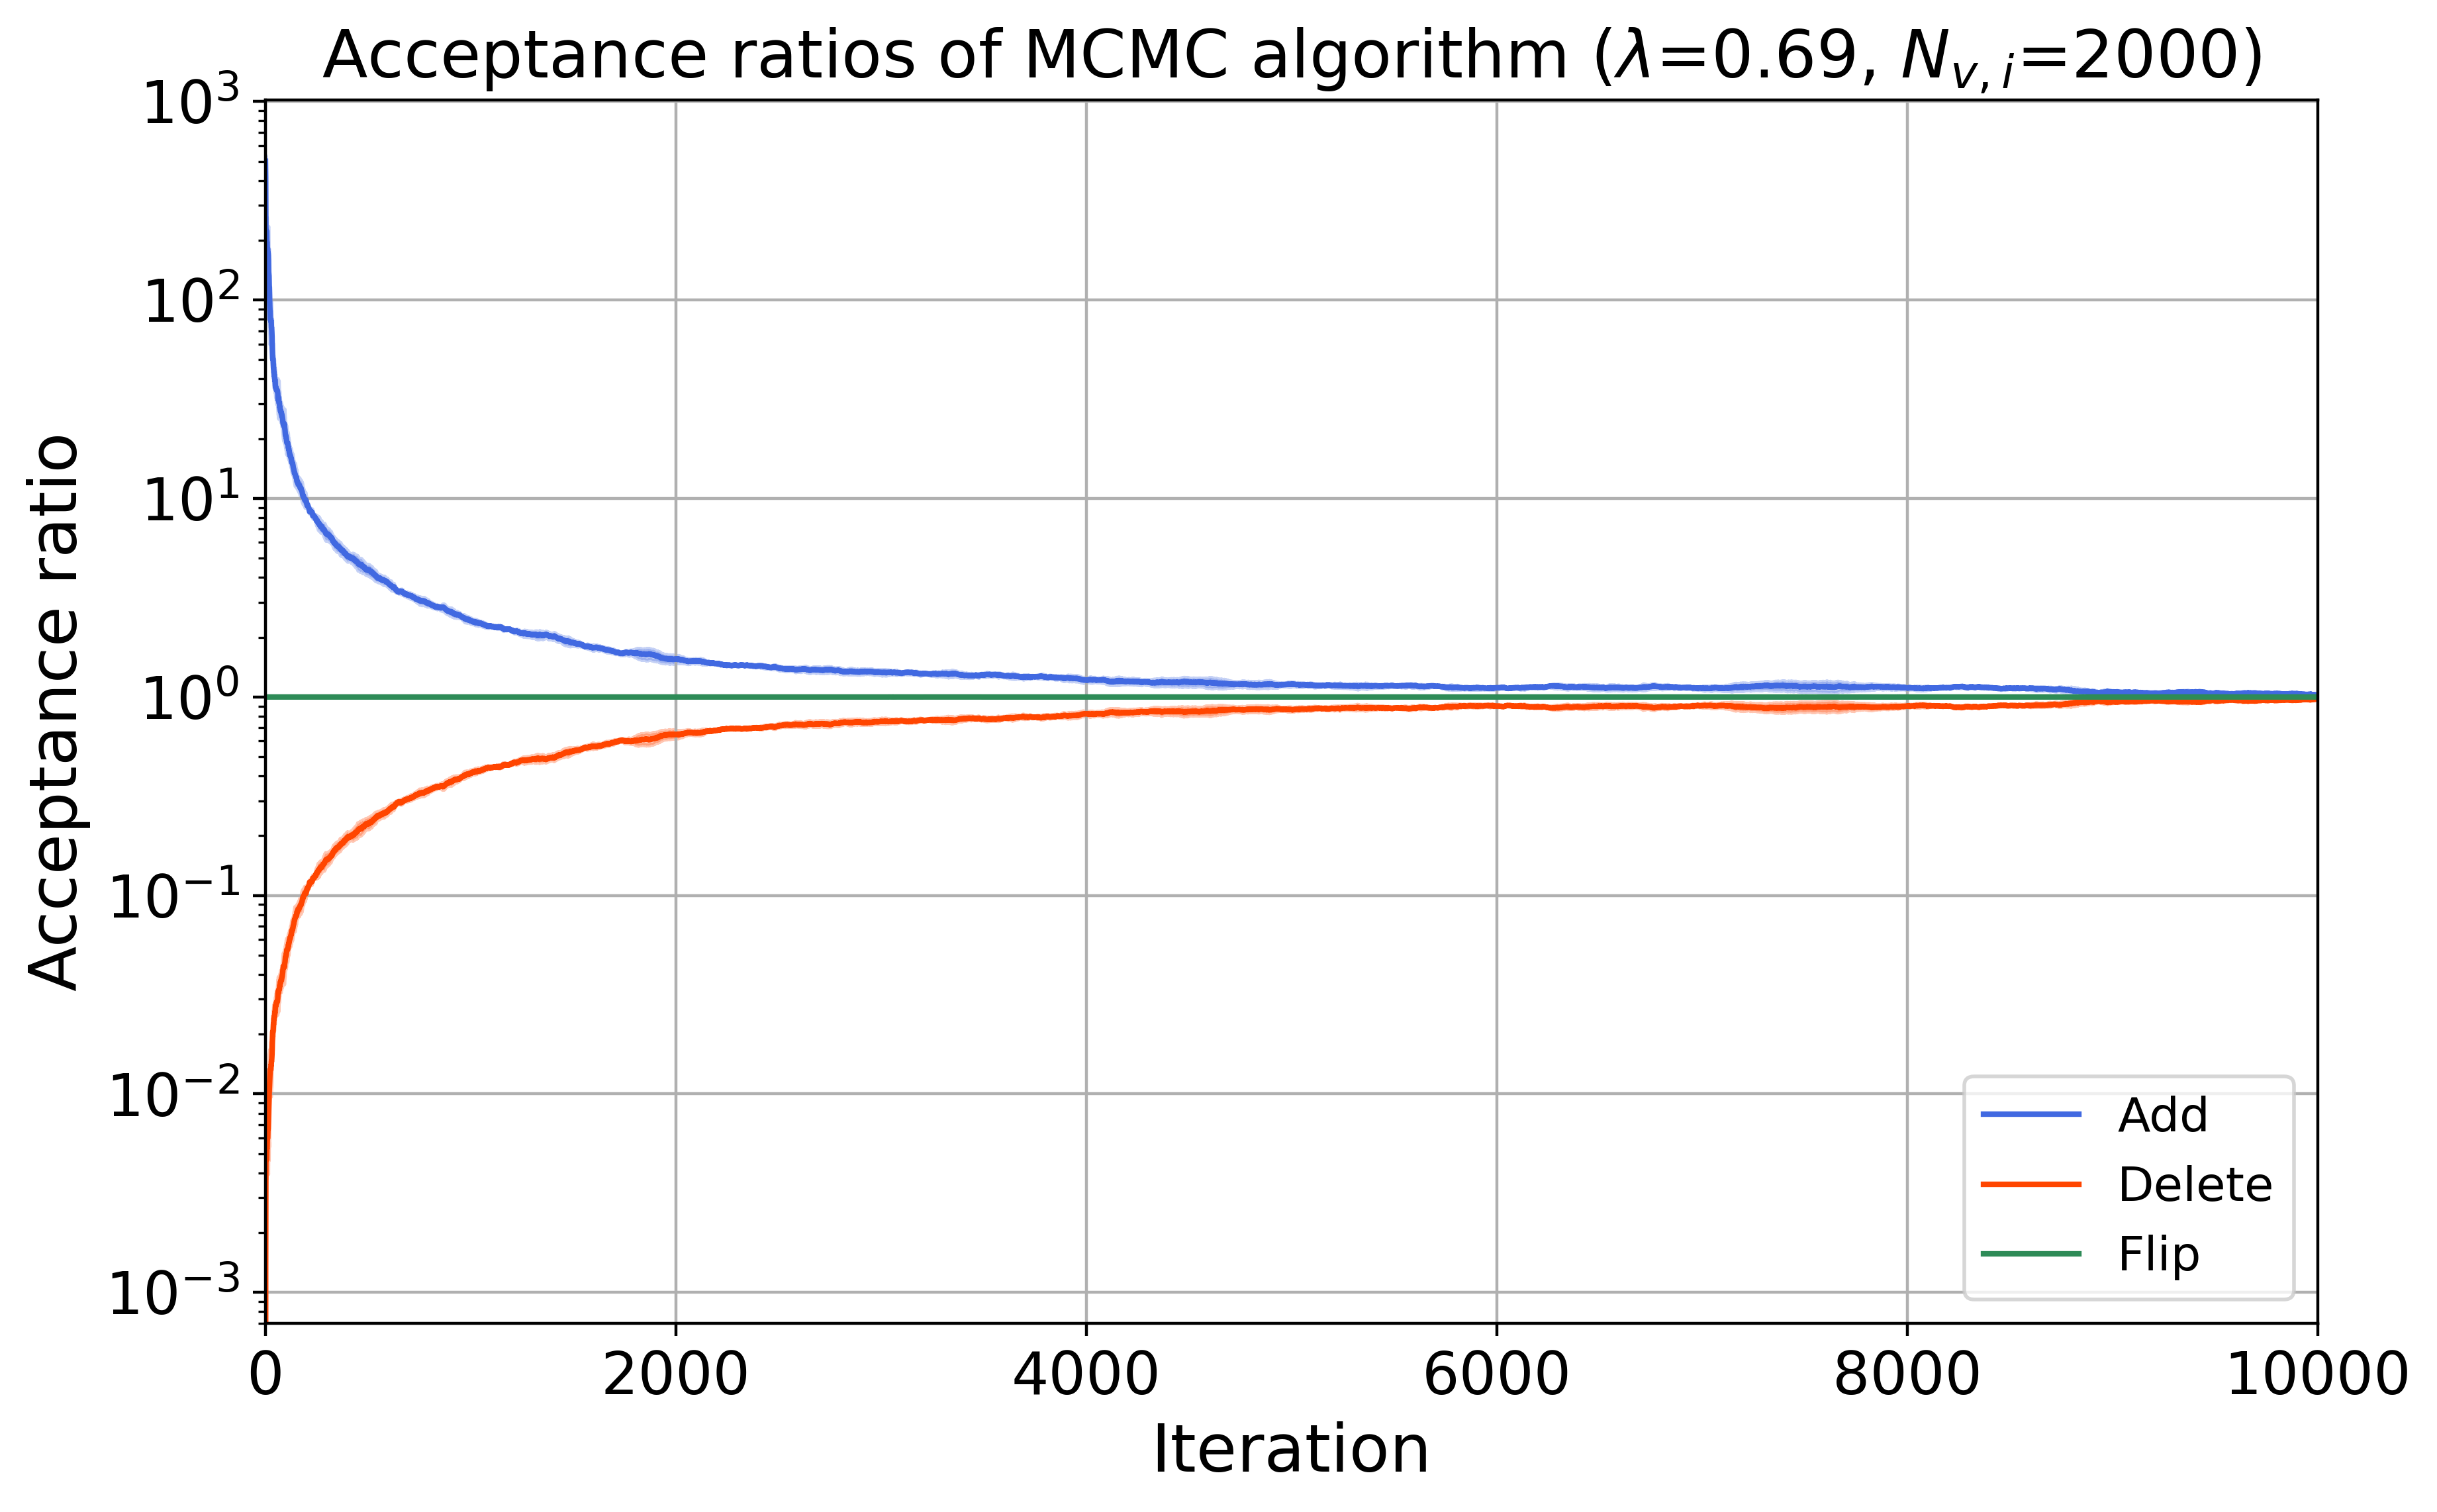 Acceptance ratios of MCMC algorithm (λ=0.69, N_{v, i}=2000)
10^3
10^2
10^1
10^0
10^{-1}
10^{-2}
10^{-3}
Acceptance ratio
Add
Delete
Flip
0 2000 4000 6000 8000 10000
Iteration